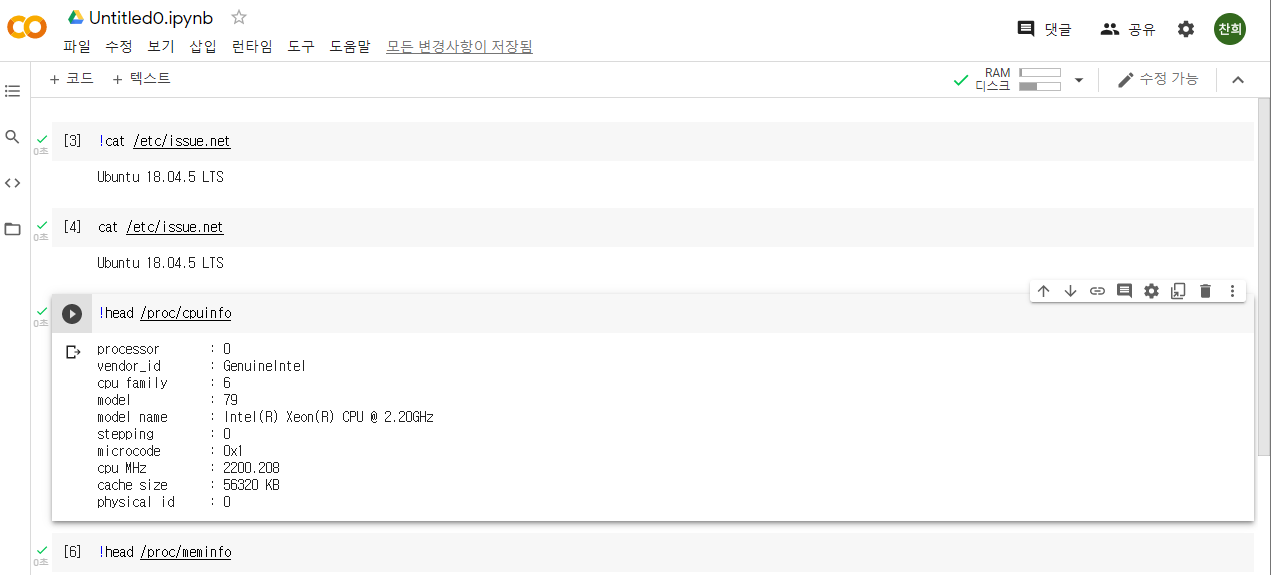 Untitled0.ipynb
파일 수정 보기 삽입 런타임 도구 도움말 모든 변경사항이 저장됨
댓글 공유 찬희
+ 코드 + 텍스트
RAM
디스크
수정 가능
[3] !cat /etc/issue.net
0초
Ubuntu 18.04.5 LTS
[4] cat /etc/issue.net
0초
Ubuntu 18.04.5 LTS
!head /proc/cpuinfo
0초
processor : 0
vendor_id : GenuineIntel
cpu family : 6
model : 79
model name : Intel(R) Xeon(R) CPU @ 2.20GHz
stepping : 0
microcode : 0x1
cpu MHz : 2200.208
cache size : 56320 KB
physical id : 0
[6] !head /proc/meminfo
0초